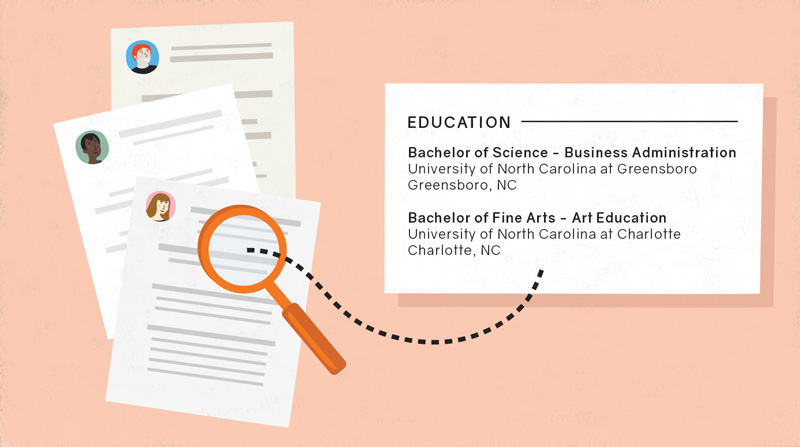 EDUCATION
Bachelor of Science - Business Administration
University of North Carolina at Greensboro
Greensboro, NC
Bachelor of Fine Arts - Art Education
University of North Carolina at Charlotte
Charlotte, NC